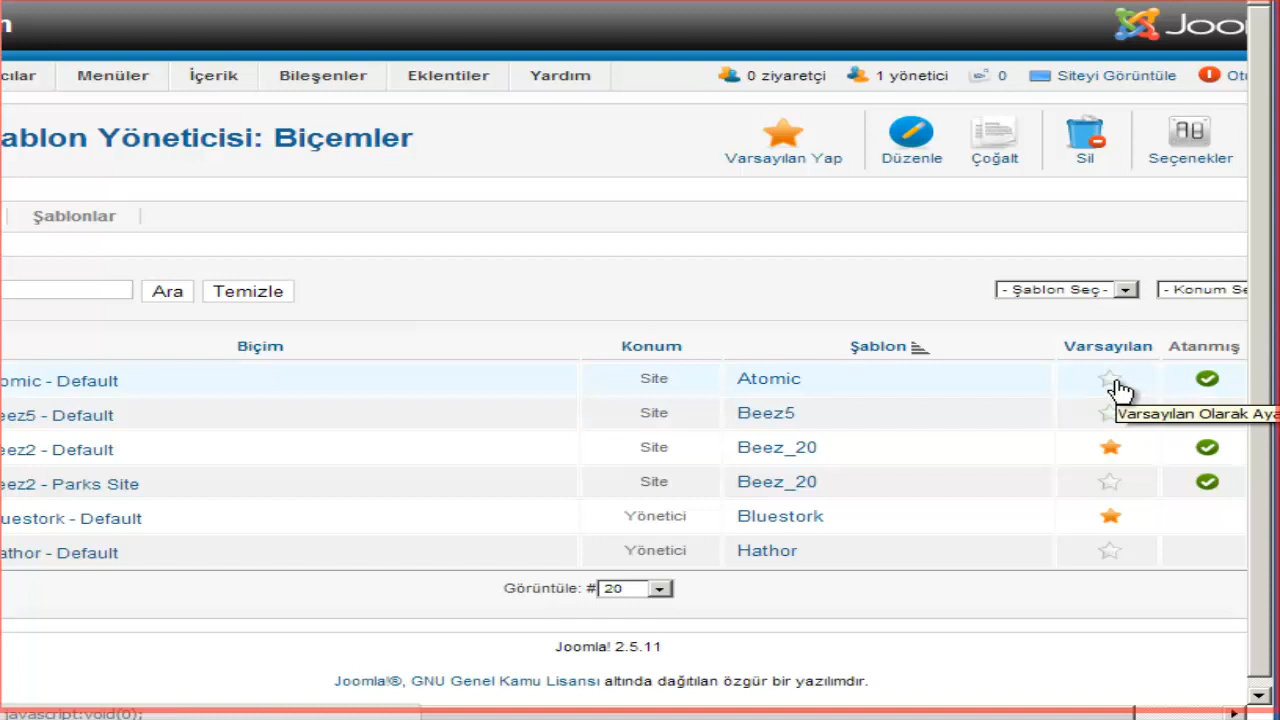 Menüler İçerik Bileşenler Eklentiler Yardım 0 ziyaretçi 1 yönetici 0 Siteyi Görüntüle
ablon Yöneticisi: Biçemler
Varsayılan Yap Düzenle Çoğalt Sil Seçenekler
Şablonlar
Ara Temizle - Şablon Seç - - Konum Se
Biçim Konum Şablon Varsayılan Atanmış
omic - Default Site Atomic
Varsayılan Olarak Aya
eez5 - Default Site Beez5
eez2 - Default Site Beez_20
eez2 - Parks Site Site Beez_20
uestork - Default Yönetici Bluestork
athor - Default Yönetici Hathor
Görüntüle: # 20
Joomla! 2.5.11
Joomla!®, GNU Genel Kamu Lisansı altında dağıtılan özgür bir yazılımdır.
javascript:void(0);